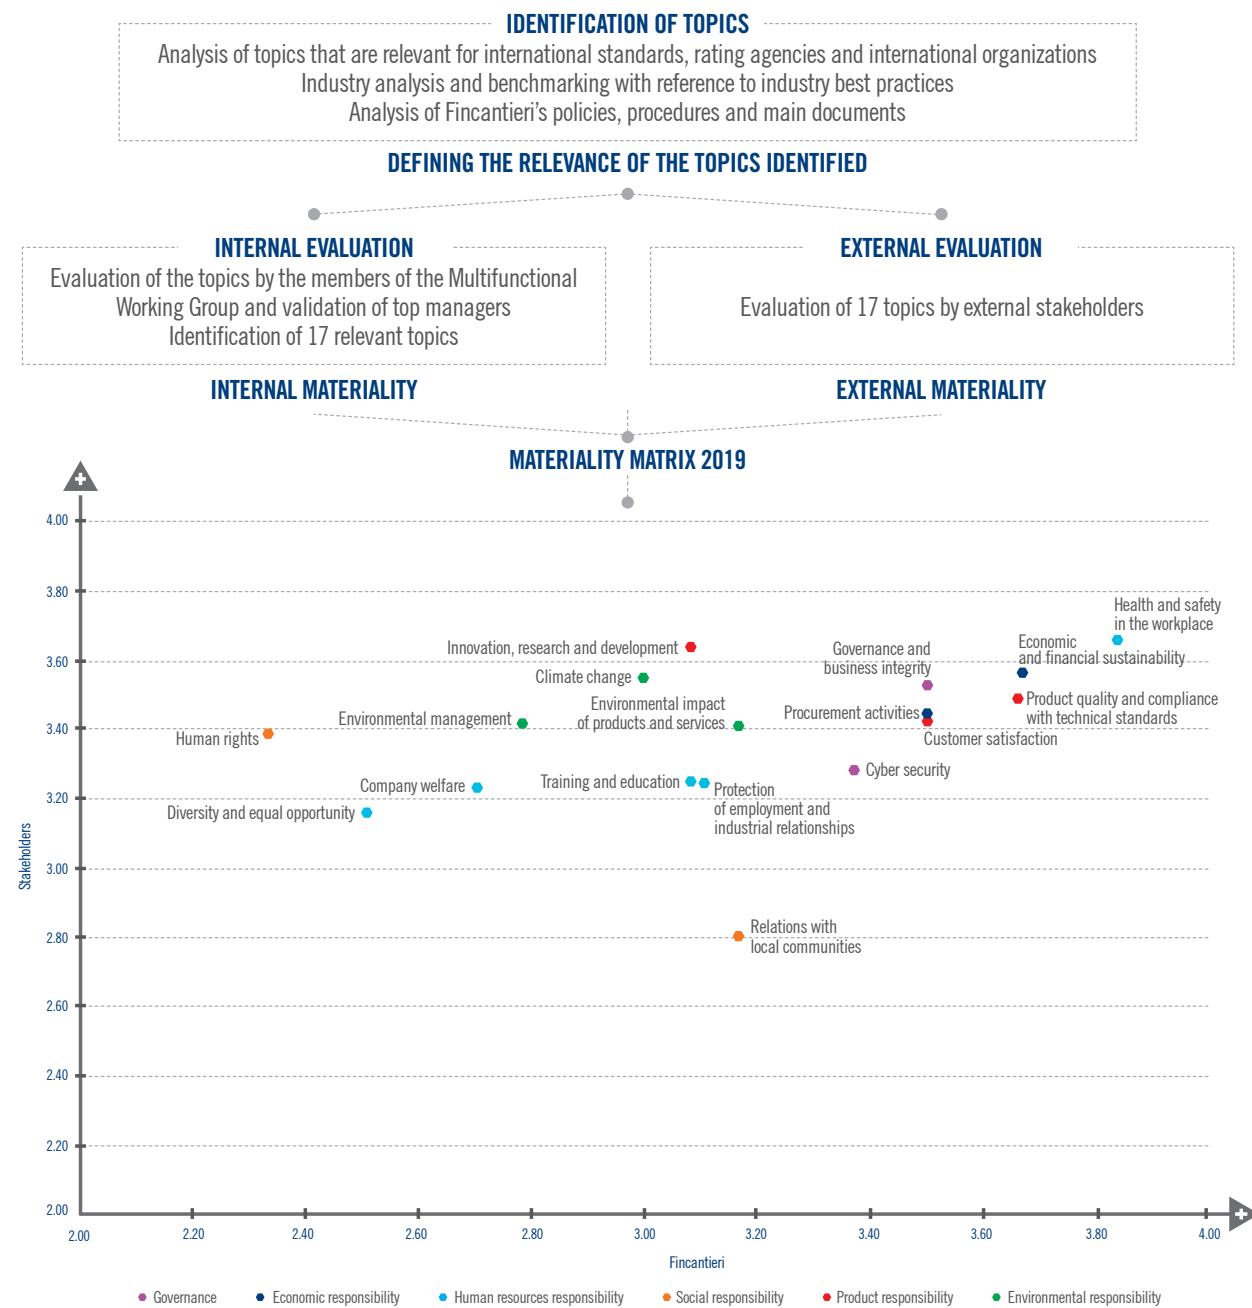 IDENTIFICATION OF TOPICS
Analysis of topics that are relevant for international standards, rating agencies and international organizations
Industry analysis and benchmarking with reference to industry best practices
Analysis of Fincantieri's policies, procedures and main documents
DEFINING THE RELEVANCE OF THE TOPICS IDENTIFIED
INTERNAL EVALUATION
Evaluation of the topics by the members of the Multifunctional
Working Group and validation of top managers
Identification of 17 relevant topics
EXTERNAL EVALUATION
Evaluation of 17 topics by external stakeholders
INTERNAL MATERIALITY
EXTERNAL MATERIALITY
MATERIALITY MATRIX 2019
4.00
3.80
3.60
3.40
3.20
3.00
2.80
2.60
2.40
2.20
2.00
Stakeholders
Health and safety
in the workplace
Economic
and financial sustainability
Governance and
business integrity
Innovation, research and development
Climate change
Environmental impact
of products and services
Product quality and compliance
with technical standards
Procurement activities
Environmental management
Customer satisfaction
Human rights
Cyber security
Training and education
Company welfare
Protection
of employment and
industrial relationships
Diversity and equal opportunity
Relations with
local communities
2.00
2.20
2.40
2.60
2.80
3.00
3.20
3.40
3.60
3.80
4.00
Fincantieri
Governance
Economic responsibility
Human resources responsibility
Social responsibility
Product responsibility
Environmental responsibility